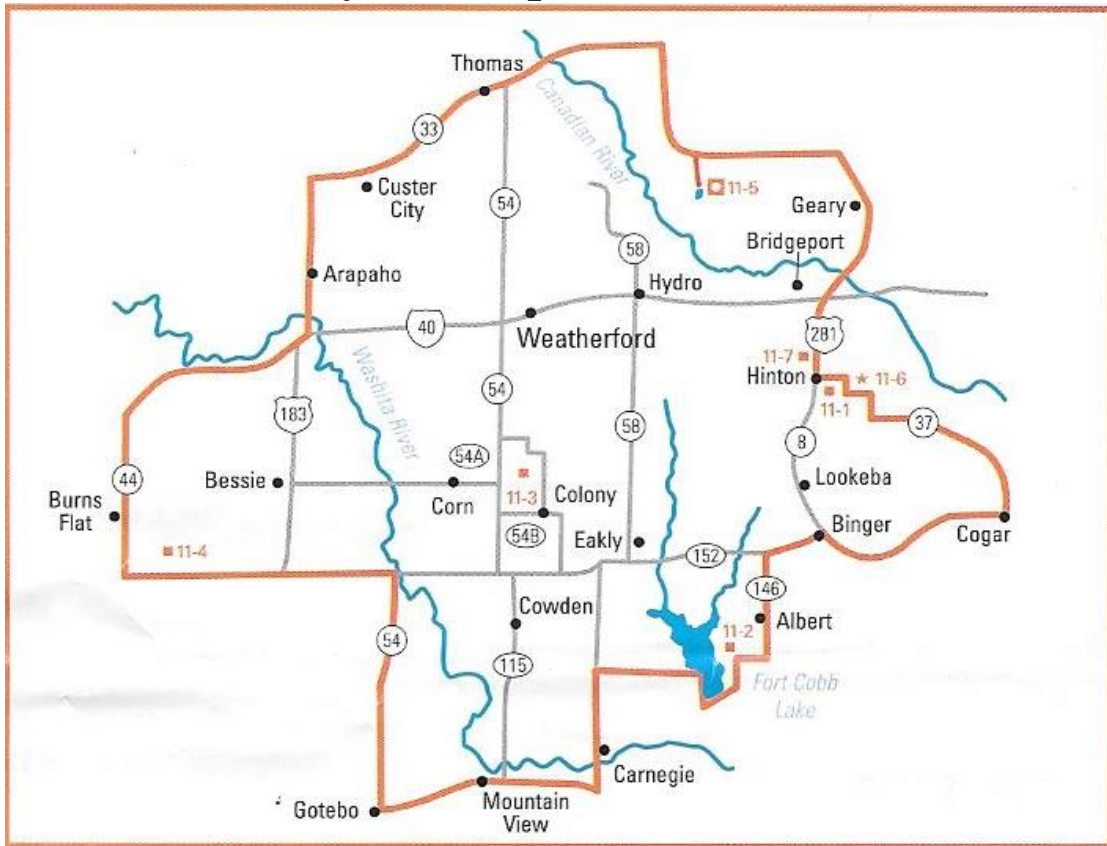 Thomas
Canadian River
33
Custer
City
54
11-5
Geary
58
Bridgeport
Arapaho
Hydro
40
Weatherford
281
11-7
Hinton
11-6
11-1
Washita River
54
183
58
37
8
54A
44
Bessie
Corn
11-3
Colony
Lookeba
Burns
Flat
54B
Eakly
Binger
Cogar
11-4
152
146
Cowden
Albert
54
11-2
115
Fort Cobb
Lake
Carnegie
Gotebo
Mountain
View